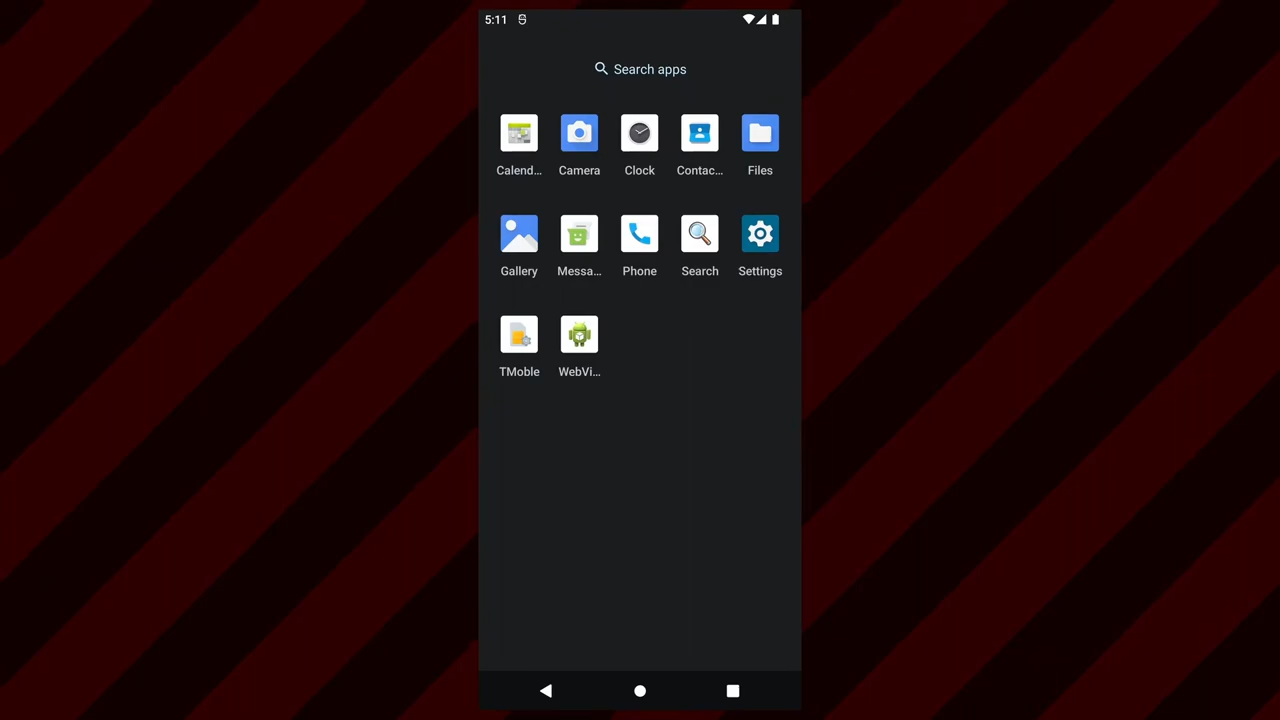 5:11
Search apps
Calend... Camera Clock Contac... Files
Gallery Messa... Phone Search Settings
TMoble WebVi...